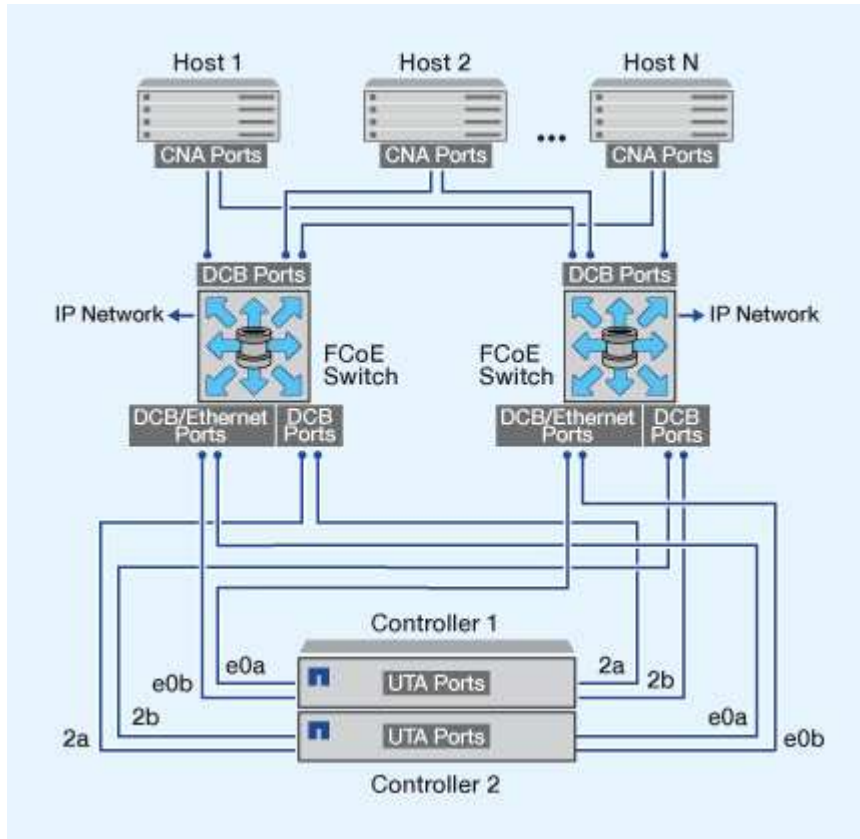 Host 1 Host 2 Host N
CNA Ports CNA Ports ... CNA Ports
DCB Ports DCB Ports
IP Network IP Network
FCoE Switch FCoE Switch
DCB/Ethernet Ports DCB Ports DCB/Ethernet Ports DCB Ports
Controller 1
e0a 2a
e0b UTA Ports 2b
2b UTA Ports e0a
2a e0b
Controller 2